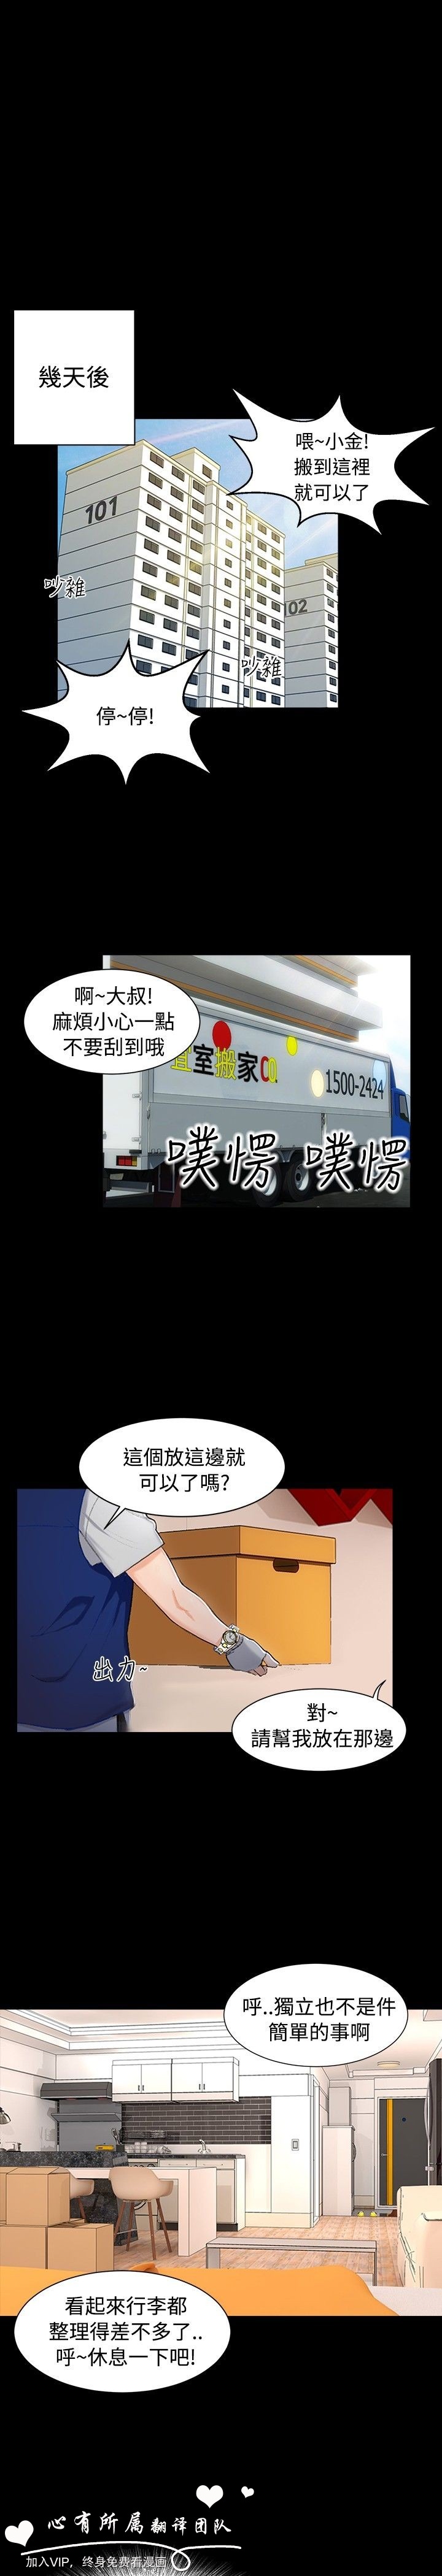 幾天後
喂~小金!
搬到這裡
就可以了
101
吵雜
102
吵雜
停~停!
啊~大叔!
麻煩小心一點
不要刮到哦
宜室搬家CO.
1500-2424
噗愣 噗愣
這個放這邊就
可以了嗎?
出力~
對~
請幫我放在那邊
呼..獨立也不是件
簡單的事啊
看起來行李都
整理得差不多了..
呼~休息一下吧!
心有所属翻译团队
加入VIP，终身免费看漫画